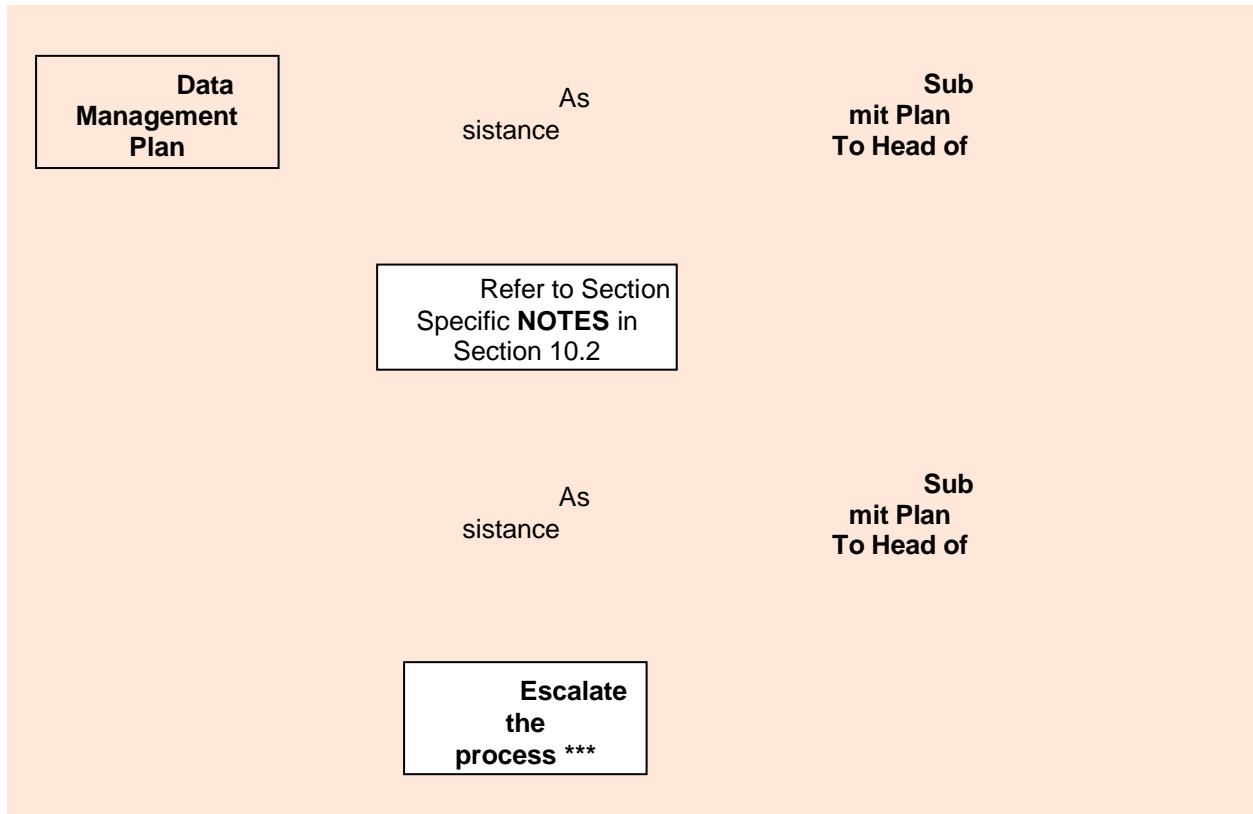 Data
Management
Plan
As
sistance
Sub
mit Plan
To Head of
Refer to Section
Specific NOTES in
Section 10.2
As
sistance
Sub
mit Plan
To Head of
Escalate
the
process ***